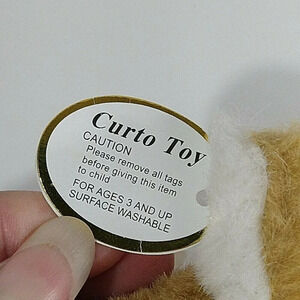 Curto Toy
CAUTION
Please remove all tags
before giving this item
to child
FOR AGES 3 AND UP
SURFACE WASHABLE